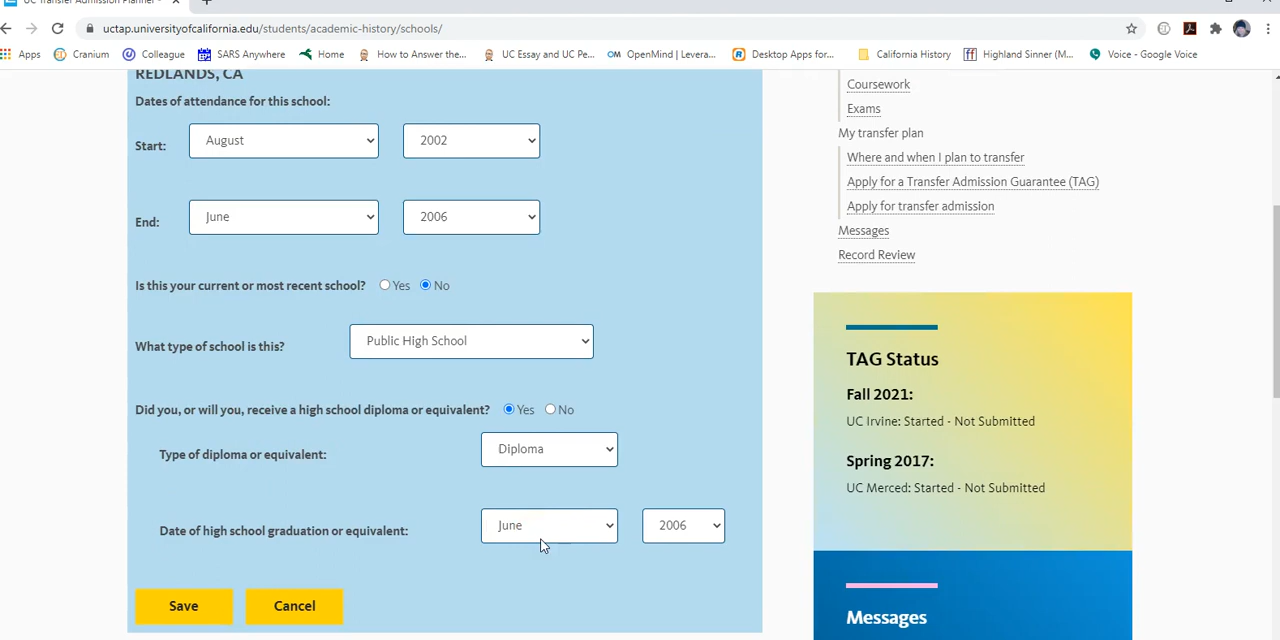 UC Transfer Admission Planner -
uctap.universityofcalifornia.edu/students/academic-history/schools/
Apps Cranium Colleague SARS Anywhere Home How to Answer the... UC Essay and UC Pe... OpenMind | Levera... Desktop Apps for... California History Highland Sinner (M... Voice - Google Voice
REDLANDS, CA
Dates of attendance for this school:
Start: August 2002
End: June 2006
Is this your current or most recent school? Yes No
What type of school is this? Public High School
Did you, or will you, receive a high school diploma or equivalent? Yes No
Type of diploma or equivalent: Diploma
Date of high school graduation or equivalent: June 2006
Save Cancel
Coursework
Exams
My transfer plan
Where and when I plan to transfer
Apply for a Transfer Admission Guarantee (TAG)
Apply for transfer admission
Messages
Record Review
TAG Status
Fall 2021:
UC Irvine: Started - Not Submitted
Spring 2017:
UC Merced: Started - Not Submitted
Messages